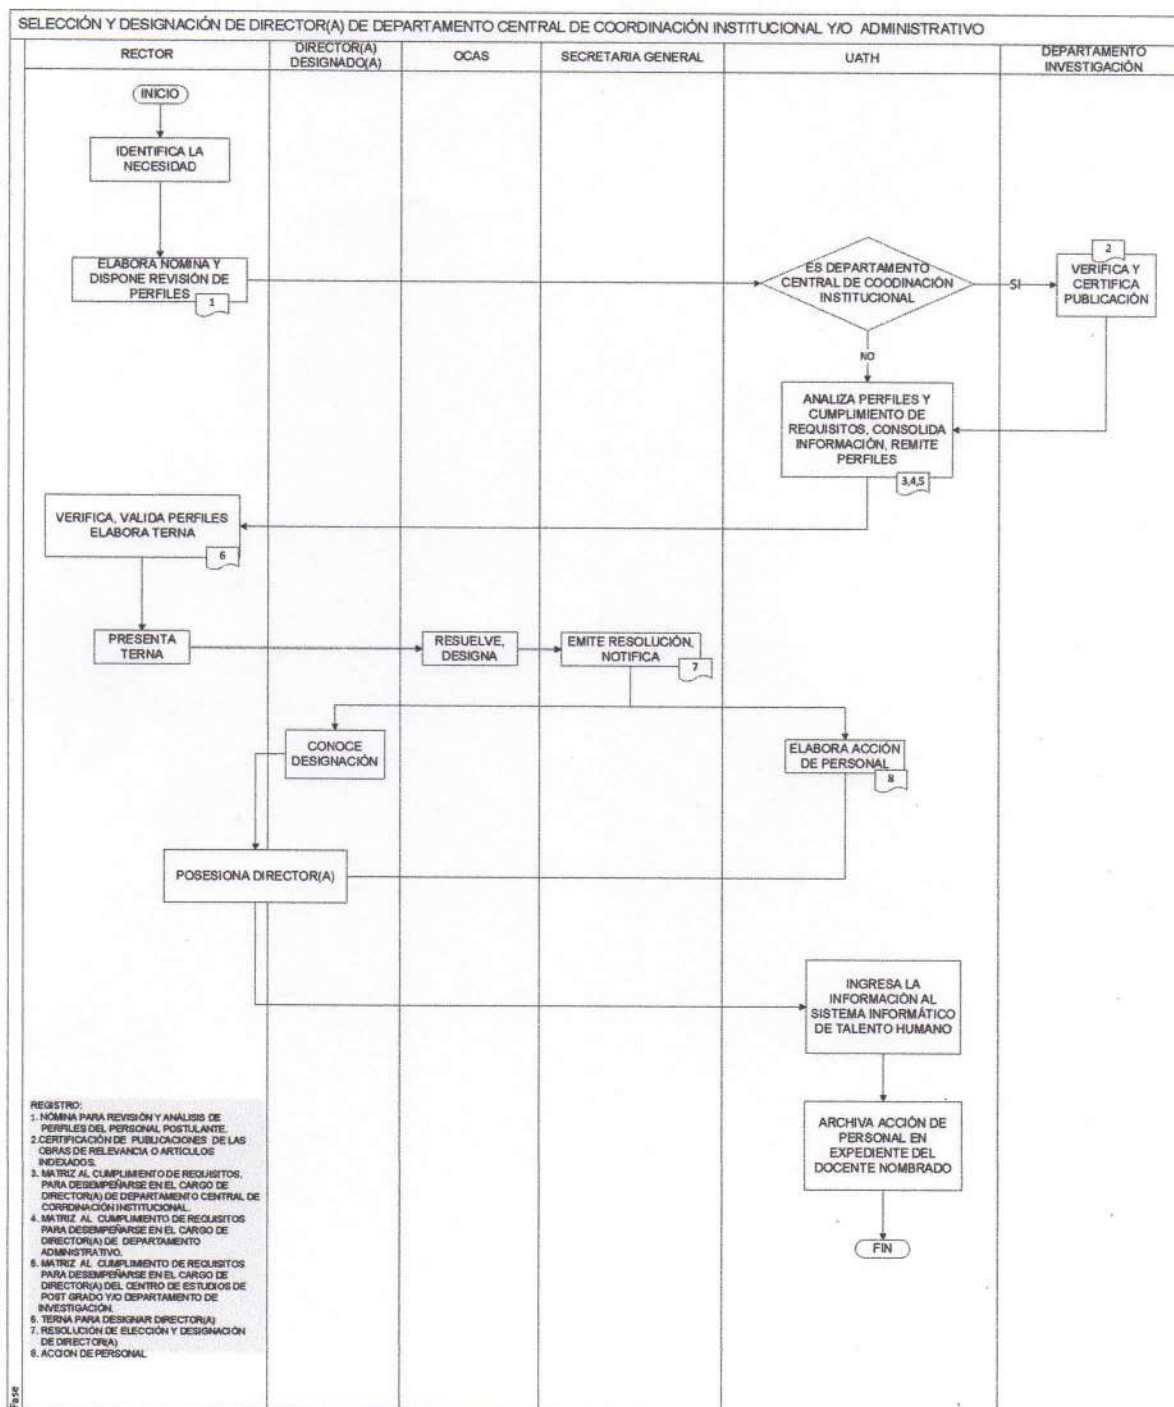 SELECCIÓN Y DESIGNACIÓN DE DIRECTOR(A) DE DEPARTAMENTO CENTRAL DE COORDINACIÓN INSTITUCIONAL Y/O ADMINISTRATIVO
RECTOR
DIRECTOR(A)
DESIGNADO(A)
OCAS
SECRETARIA GENERAL
UATH
DEPARTAMENTO
INVESTIGACIÓN
INICIO
IDENTIFICA LA
NECESIDAD
ELABORA NÓMINA Y
DISPONE REVISIÓN DE
PERFILES
1
ES DEPARTAMENTO
CENTRAL DE COODINACIÓN
INSTITUCIONAL
SI
2
VERIFICA Y
CERTIFICA
PUBLICACIÓN
NO
ANALIZA PERFILES Y
CUMPLIMIENTO DE
REQUISITOS, CONSOLIDA
INFORMACIÓN, REMITE
PERFILES
3,4,5
VERIFICA, VALIDA PERFILES
ELABORA TERNA
6
PRESENTA
TERNA
RESUELVE,
DESIGNA
EMITE RESOLUCIÓN,
NOTIFICA
7
CONOCE
DESIGNACIÓN
ELABORA ACCIÓN
DE PERSONAL
8
POSESIONA DIRECTOR(A)
INGRESA LA
INFORMACIÓN AL
SISTEMA INFORMÁTICO
DE TALENTO HUMANO
ARCHIVA ACCIÓN DE
PERSONAL EN
EXPEDIENTE DEL
DOCENTE NOMBRADO
FIN
REGISTRO:
1. NÓMINA PARA REVISIÓN Y ANÁLISIS DE
PERFILES DEL PERSONAL POSTULANTE.
2.CERTIFICACIÓN DE PUBLICACIONES DE LAS
OBRAS DE RELEVANCIA O ARTICULOS
INDEXADOS.
3. MATRIZ AL CUMPLIMIENTO DE REQUISITOS,
PARA DESEMPEÑARSE EN EL CARGO DE
DIRECTOR(A) DE DEPARTAMENTO CENTRAL DE
CORRDINACIÓN INSTITUCIONAL.
4. MATRIZ AL CUMPLIMIENTO DE REQUISITOS
PARA DESEMPEÑARSE EN EL CARGO DE
DIRECTOR(A) DE DEPARTAMENTO
ADMINISTRATIVO.
5. MATRIZ AL CUMPLIMIENTO DE REQUISITOS
PARA DESEMPEÑARSE EN EL CARGO DE
DIRECTOR(A) DEL CENTRO DE ESTUDIOS DE
POST GRADO Y/O DEPARTAMENTO DE
INVESTIGACIÓN.
6. TERNA PARA DESIGNAR DIRECTOR(A)
7. RESOLUCIÓN DE ELECCIÓN Y DESIGNACIÓN
DE DIRECTOR(A)
8. ACCION DE PERSONAL
Fase